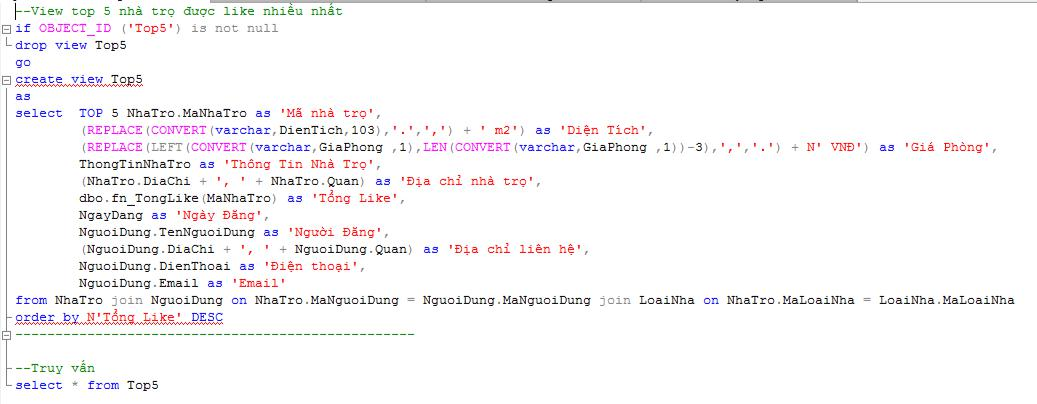 --View top 5 nhà trọ được like nhiều nhất
if OBJECT_ID ('Top5') is not null
drop view Top5
go
create view Top5
as
select  TOP 5 NhaTro.MaNhaTro as 'Mã nhà trọ',
(REPLACE(CONVERT(varchar,DienTich,103),'.',',') + ' m2') as 'Diện Tích',
(REPLACE(LEFT(CONVERT(varchar,GiaPhong ,1),LEN(CONVERT(varchar,GiaPhong ,1))-3),',','.') + N' VNĐ') as 'Giá Phòng',
ThongTinNhaTro as 'Thông Tin Nhà Trọ',
(NhaTro.DiaChi + ', ' + NhaTro.Quan) as 'Địa chỉ nhà trọ',
dbo.fn_TongLike(MaNhaTro) as 'Tổng Like',
NgayDang as 'Ngày Đăng',
NguoiDung.TenNguoiDung as 'Người Đăng',
(NguoiDung.DiaChi + ', ' + NguoiDung.Quan) as 'Địa chỉ liên hệ',
NguoiDung.DienThoai as 'Điện thoại',
NguoiDung.Email as 'Email'
from NhaTro join NguoiDung on NhaTro.MaNguoiDung = NguoiDung.MaNguoiDung join LoaiNha on NhaTro.MaLoaiNha = LoaiNha.MaLoaiNha
order by N'Tổng Like' DESC
--------------------------------------------------
--Truy vấn
select * from Top5